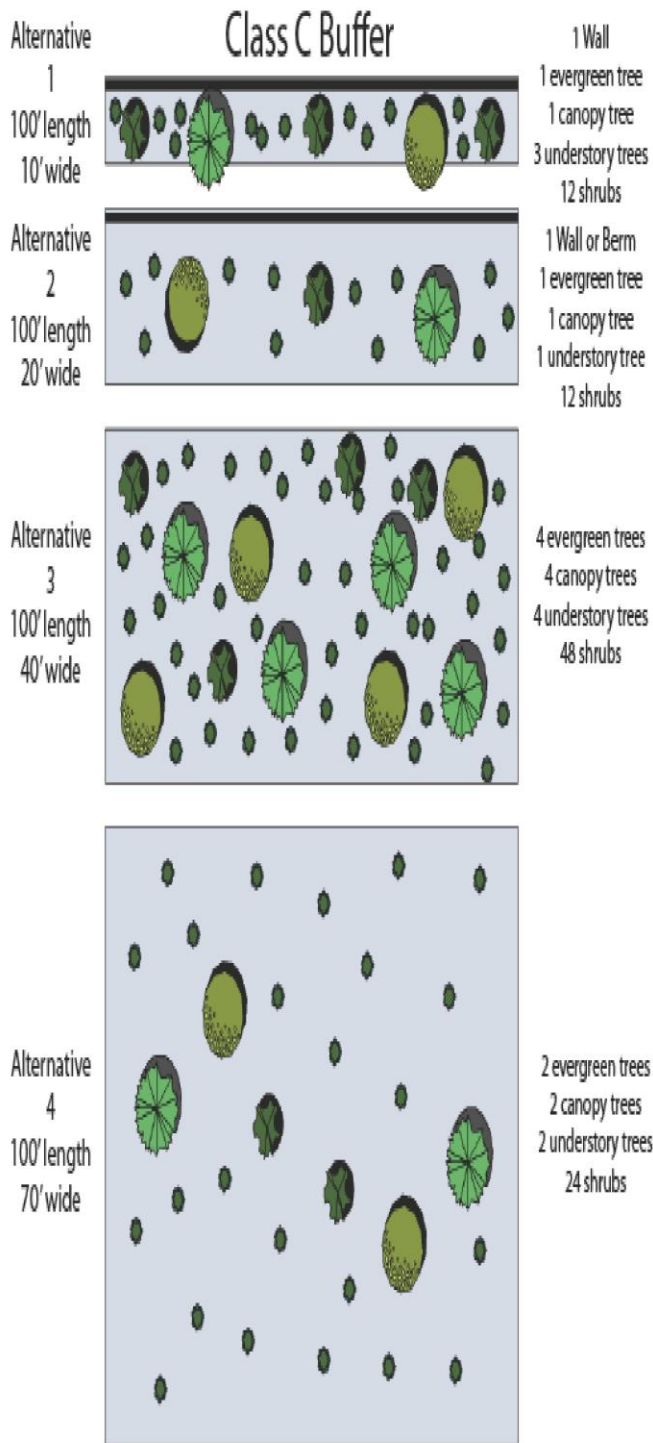 Class C Buffer
Alternative
1
100' length
10' wide
1 Wall
1 evergreen tree
1 canopy tree
3 understory trees
12 shrubs
Alternative
2
100' length
20' wide
1 Wall or Berm
1 evergreen tree
1 canopy tree
1 understory tree
12 shrubs
Alternative
3
100' length
40' wide
4 evergreen trees
4 canopy trees
4 understory trees
48 shrubs
Alternative
4
100' length
70' wide
2 evergreen trees
2 canopy trees
2 understory trees
24 shrubs